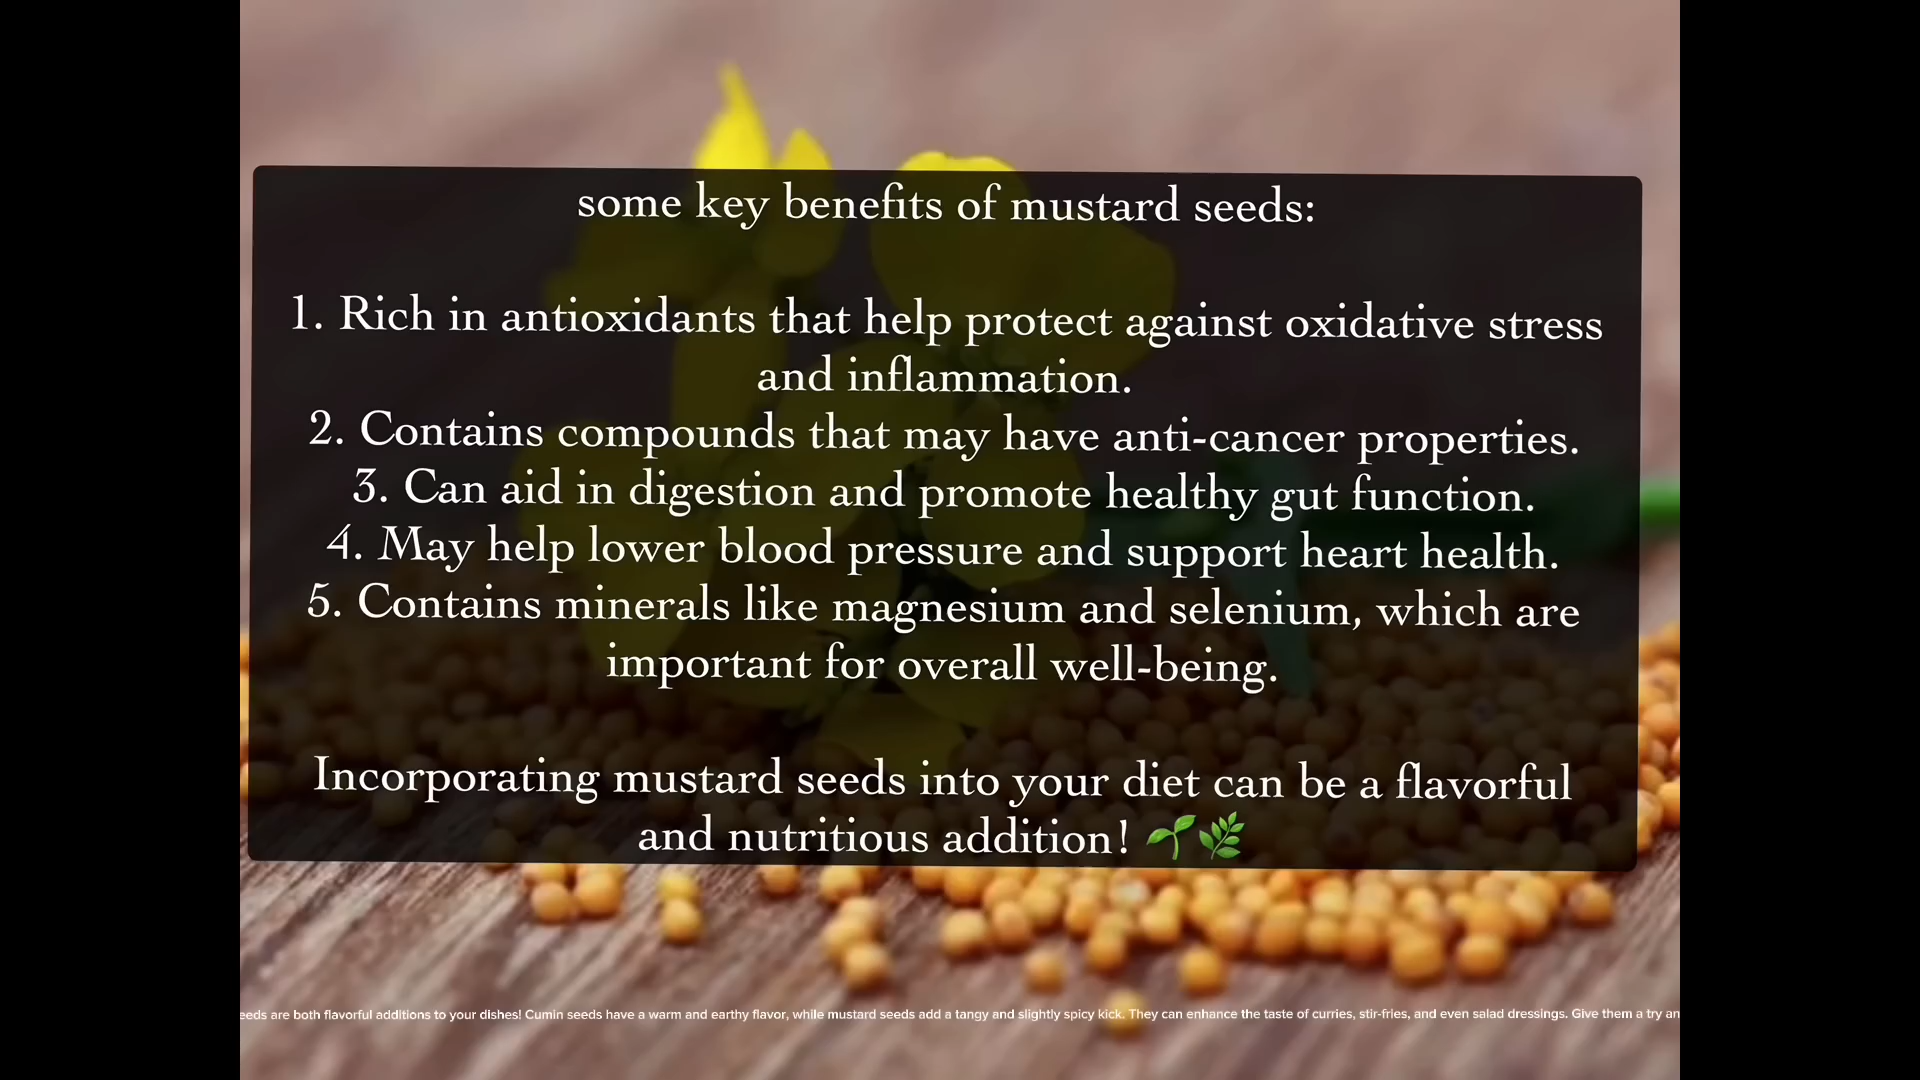 some key benefits of mustard seeds:
1. Rich in antioxidants that help protect against oxidative stress
and inflammation.
2. Contains compounds that may have anti-cancer properties.
3. Can aid in digestion and promote healthy gut function.
4. May help lower blood pressure and support heart health.
5. Contains minerals like magnesium and selenium, which are
important for overall well-being.
Incorporating mustard seeds into your diet can be a flavorful
and nutritious addition! 🌱🌿
eeds are both flavorful additions to your dishes! Cumin seeds have a warm and earthy flavor, while mustard seeds add a tangy and slightly spicy kick. They can enhance the taste of curries, stir-fries, and even salad dressings. Give them a try an